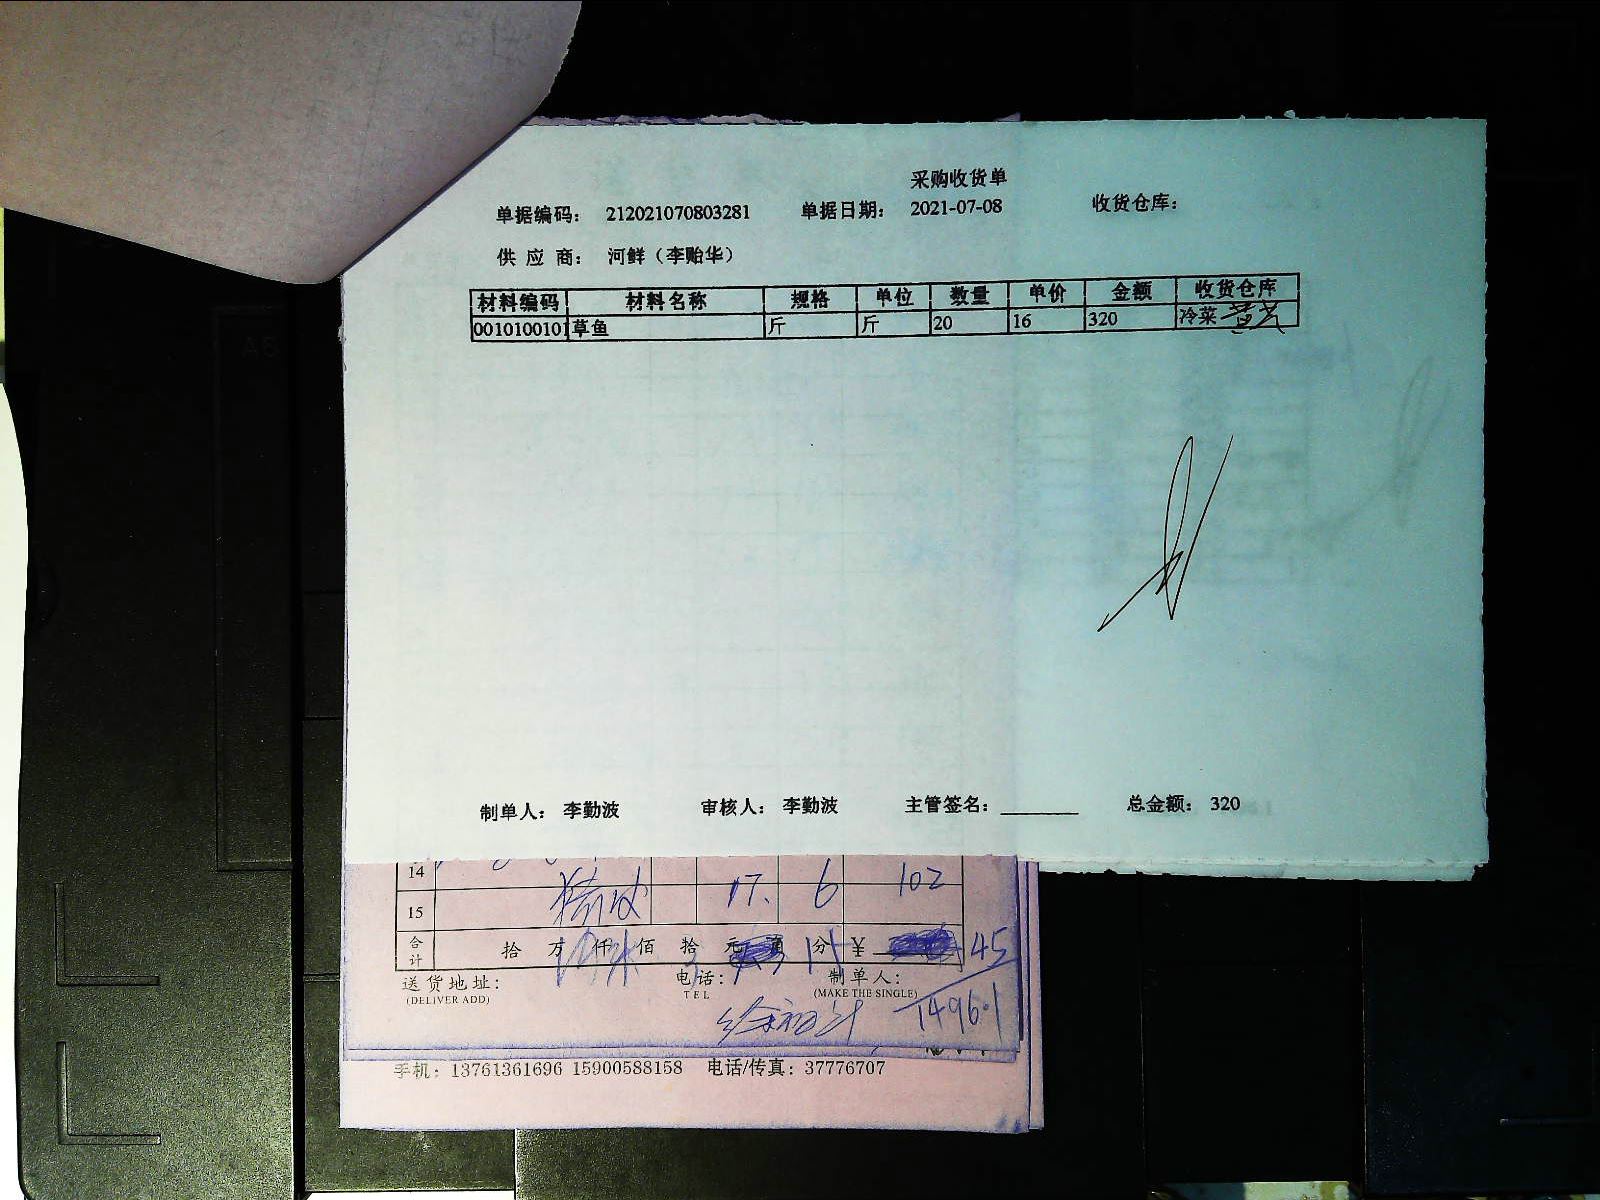 采购收货单
单据编码： 212021070803281 单据日期： 2021-07-08 收货仓库：
供 应 商： 河鲜（李贻华）
材料编码 材料名称 规格 单位 数量 单价 金额 收货仓库
0010100101 草鱼 斤 斤 20 16 320 冷菜
制单人： 李勤波 审核人： 李勤波 主管签名： 总金额： 320
14 17. 6 102
15
合计 拾 万 仟 佰 拾 元 角 分 ¥ 45
送货地址： 电话： 制单人：
(DELIVER ADD) TEL (MAKE THE SINGLE)
1496.1
手机：13761361696 15900588158 电话/传真：37776707